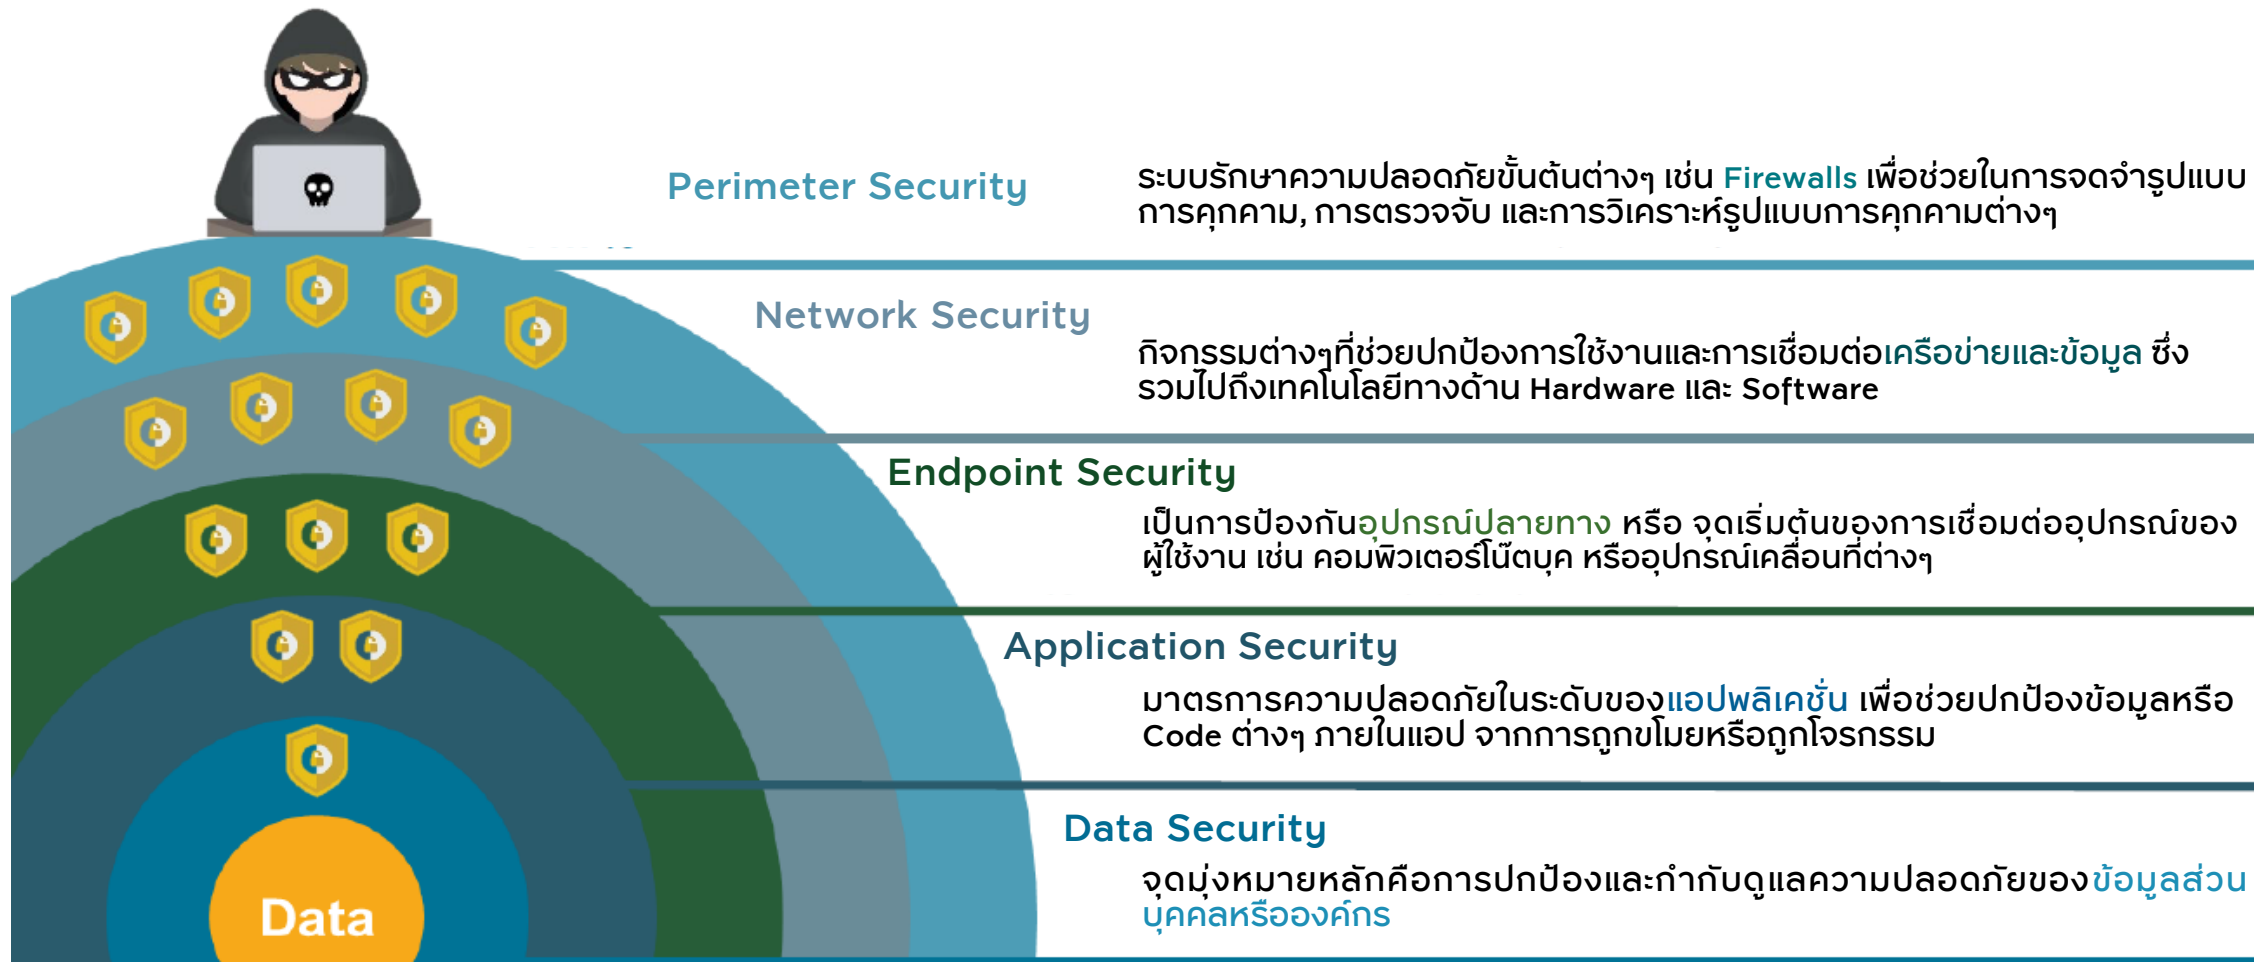 Perimeter Security
ระบบรักษาความปลอดภัยขั้นต้นต่างๆ เช่น Firewalls เพื่อช่วยในการจดจำรูปแบบ
การคุกคาม, การตรวจจับ และการวิเคราะห์รูปแบบการคุกคามต่างๆ
Network Security
กิจกรรมต่างๆที่ช่วยปกป้องการใช้งานและการเชื่อมต่อเครือข่ายและข้อมูล ซึ่ง
รวมไปถึงเทคโนโลยีทางด้าน Hardware และ Software
Endpoint Security
เป็นการป้องกันอุปกรณ์ปลายทาง หรือ จุดเริ่มต้นของการเชื่อมต่ออุปกรณ์ของ
ผู้ใช้งาน เช่น คอมพิวเตอร์โน๊ตบุค หรืออุปกรณ์เคลื่อนที่ต่างๆ
Application Security
มาตรการความปลอดภัยในระดับของแอปพลิเคชั่น เพื่อช่วยปกป้องข้อมูลหรือ
Code ต่างๆ ภายในแอป จากการถูกขโมยหรือถูกโจรกรรม
Data Security
จุดมุ่งหมายหลักคือการปกป้องและกำกับดูแลความปลอดภัยของข้อมูลส่วน
บุคคลหรือองค์กร
Data